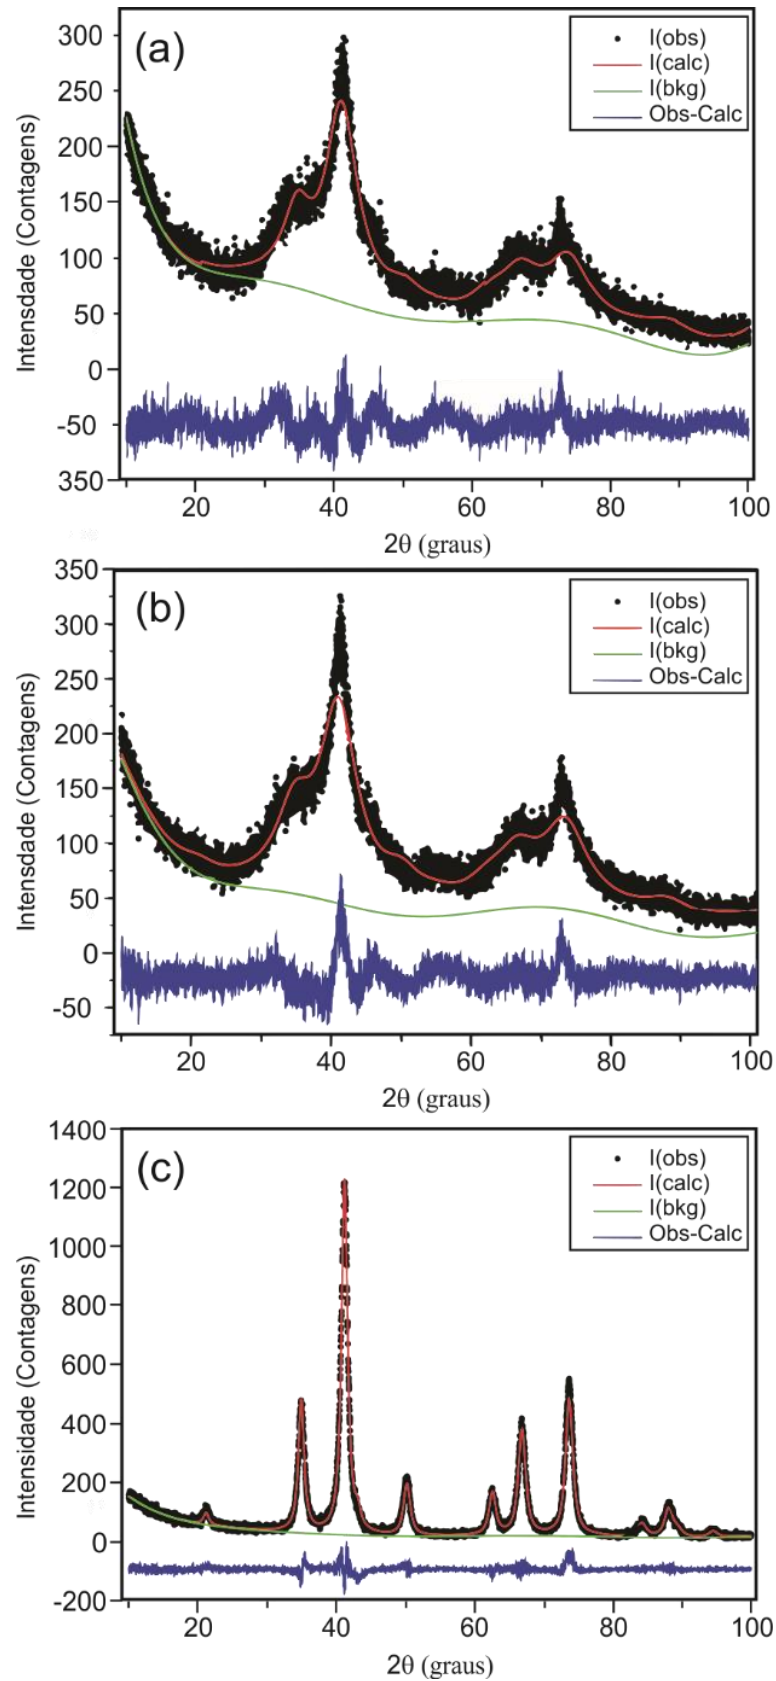 (a)
I(obs)
I(calc)
I(bkg)
Obs-Calc
Intensdade (Contagens)
300
250
200
150
100
50
0
-50
350
20 40 60 80 100
2θ (graus)
(b)
I(obs)
I(calc)
I(bkg)
Obs-Calc
Intensdade (Contagens)
350
300
250
200
150
100
50
0
-50
20 40 60 80 100
2θ (graus)
(c)
I(obs)
I(calc)
I(bkg)
Obs-Calc
Intensidade (Contagens)
1400
1200
1000
800
600
400
200
0
-200
20 40 60 80 100
2θ (graus)